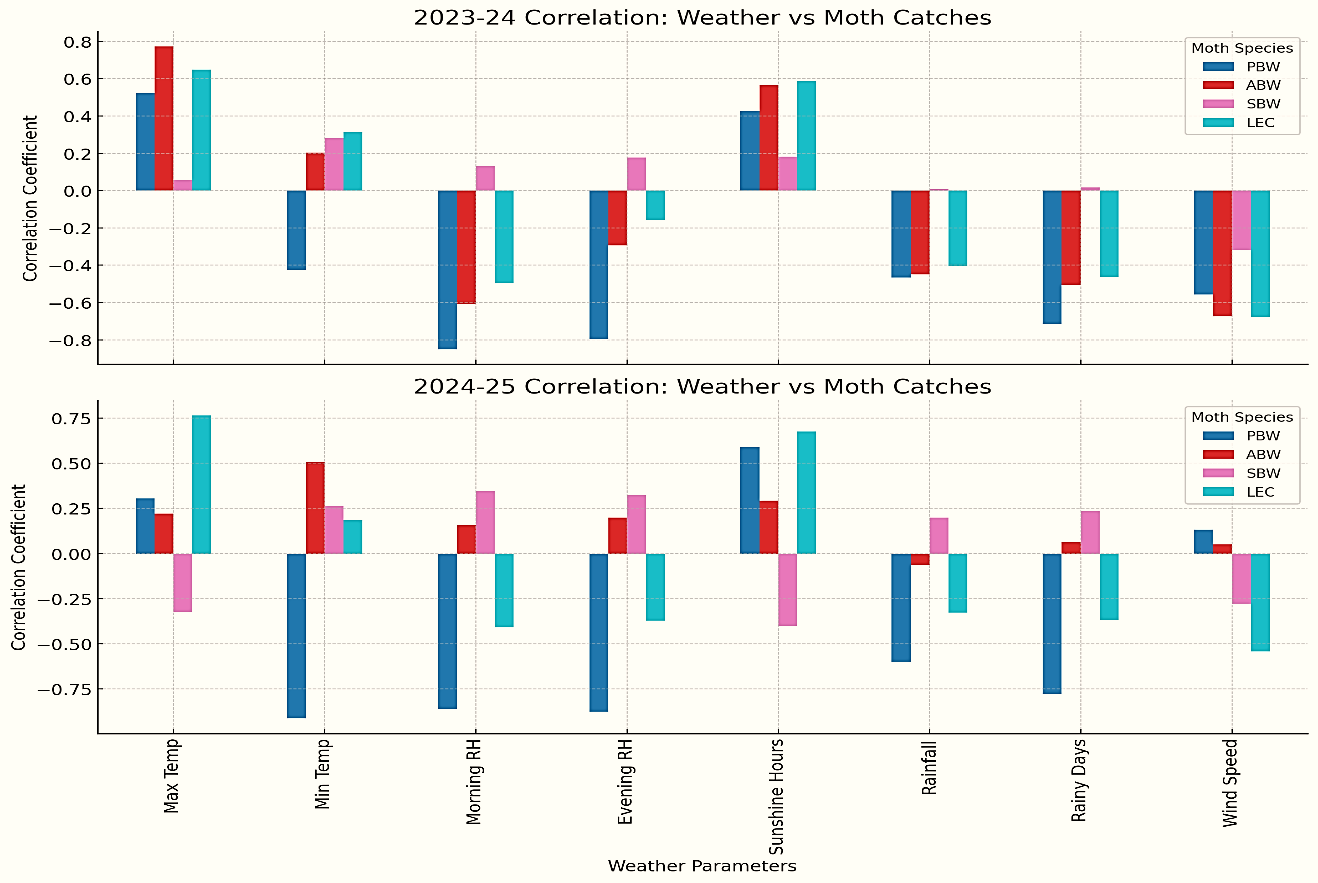 2023-24 Correlation: Weather vs Moth Catches
Correlation Coefficient
0.8
0.6
0.4
0.2
0.0
−0.2
−0.4
−0.6
−0.8
Moth Species
PBW
ABW
SBW
LEC
2024-25 Correlation: Weather vs Moth Catches
Correlation Coefficient
0.75
0.50
0.25
0.00
−0.25
−0.50
−0.75
Moth Species
PBW
ABW
SBW
LEC
Max Temp
Min Temp
Morning RH
Evening RH
Sunshine Hours
Rainfall
Rainy Days
Wind Speed
Weather Parameters